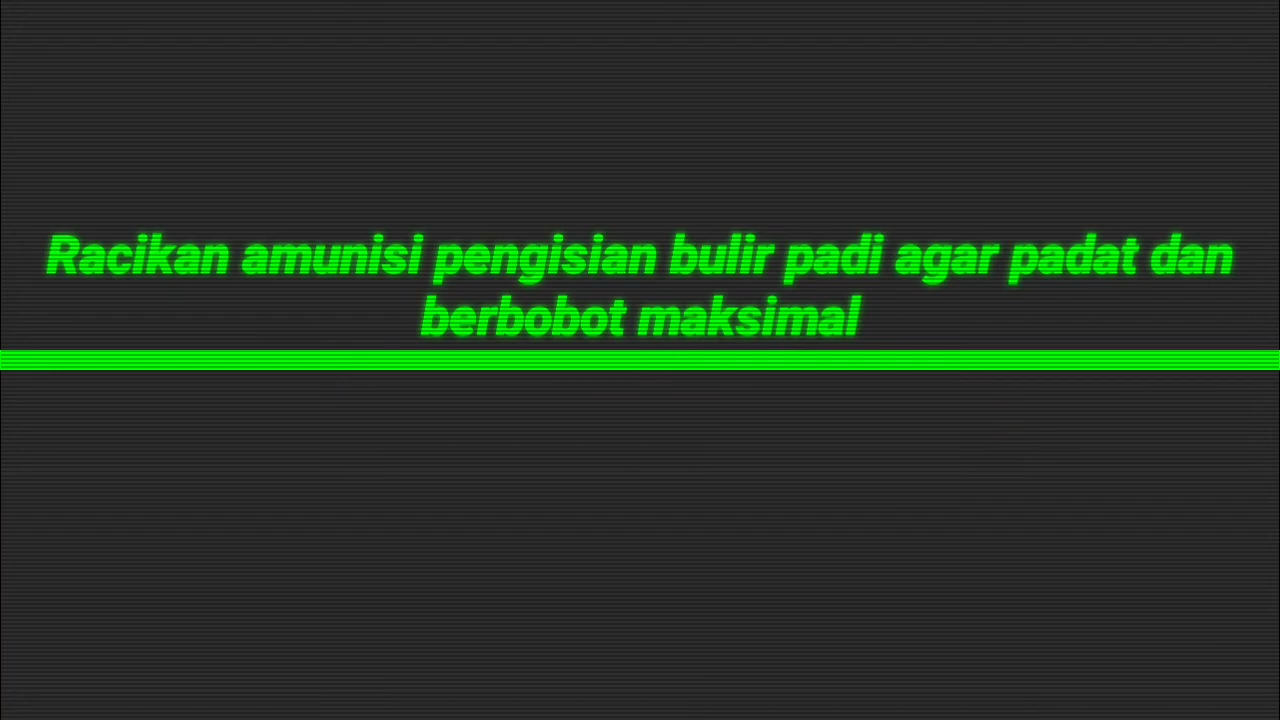 Racikan amunisi pengisian bulir padi agar padat dan
berbobot maksimal